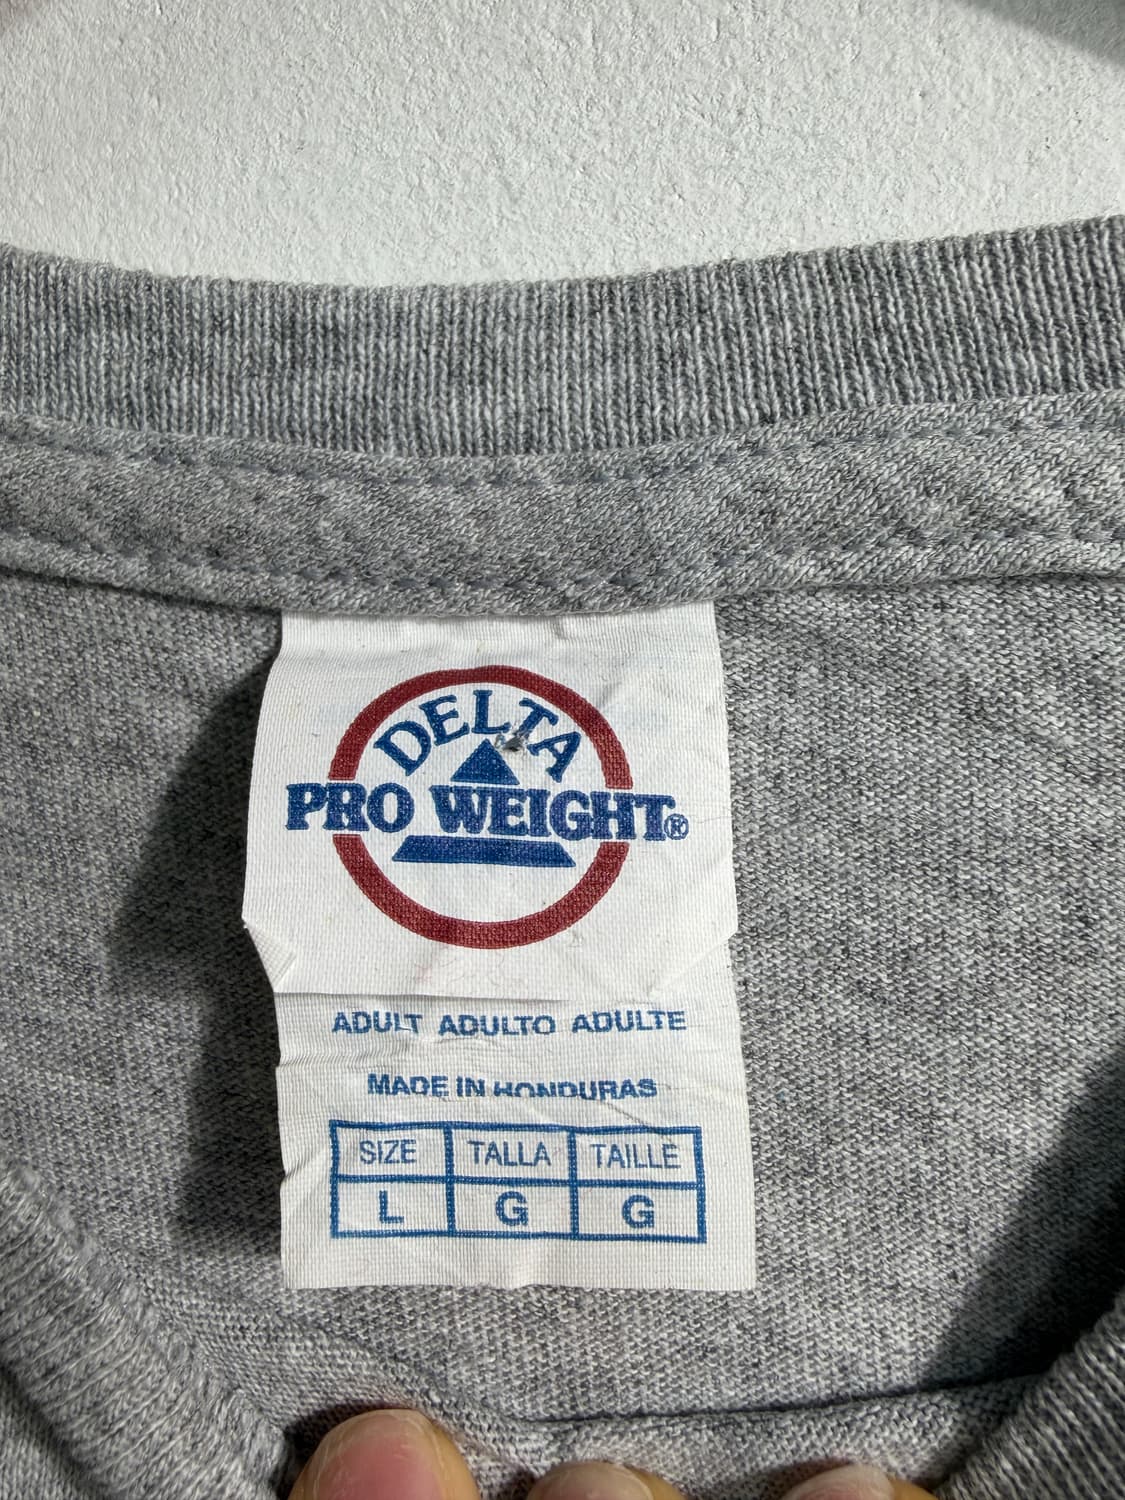 DELTA
PRO WEIGHT®
ADULT ADULTO ADULTE
MADE IN HONDURAS
SIZE TALLA TAILLE
L G G